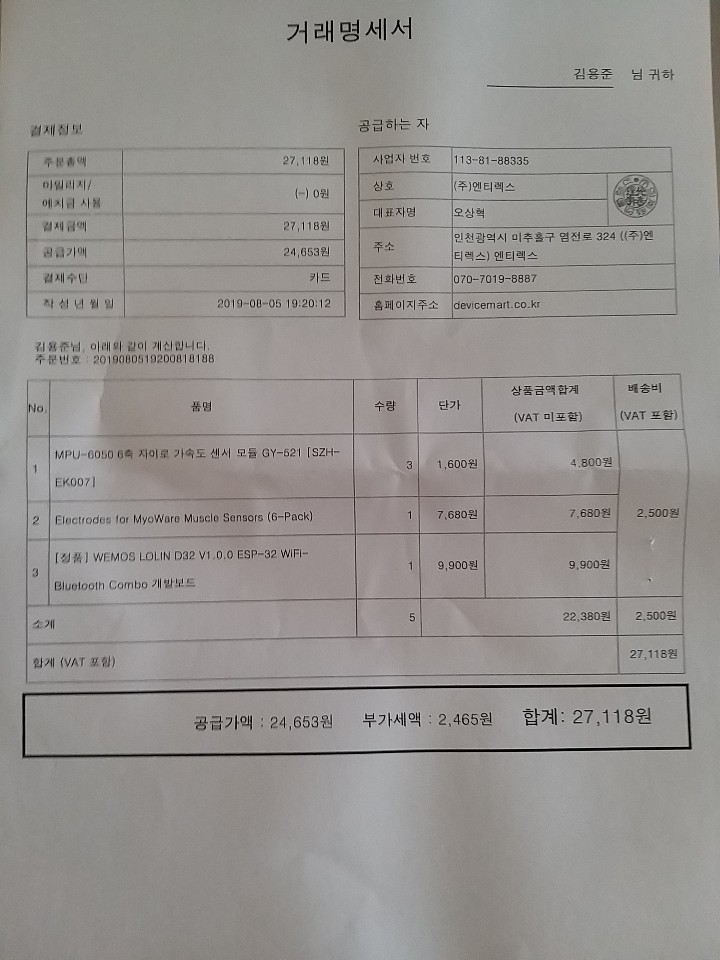 거래명세서
김용준 님 귀하
결제정보
주문총액 27,118원
마일리지/
예치금 사용 (-) 0원
결제금액 27,118원
공급가액 24,653원
결제수단 카드
작 성 년 월 일 2019-08-05 19:20:12
공급하는 자
사업자 번호 113-81-88335
상호 (주)엔티렉스
대표자명 오상혁
주소 인천광역시 미추홀구 염전로 324 ((주)엔
티렉스) 엔티렉스
전화번호 070-7019-8887
홈페이지주소 devicemart.co.kr
김용준님, 아래와 같이 계산합니다.
주문번호 : 2019080519200818188
No. 품명 수량 단가 상품금액합계 배송비
(VAT 미포함) (VAT 포함)
1 MPU-6050 6축 자이로 가속도 센서 모듈 GY-521 [SZH-
EK007] 3 1,600원 4,800원
2 Electrodes for MyoWare Muscle Sensors (6-Pack) 1 7,680원 7,680원 2,500원
3 [정품] WEMOS LOLIN D32 V1.0.0 ESP-32 WiFi-
Bluetooth Combo 개발보드 1 9,900원 9,900원
소계 5 22,380원 2,500원
합계 (VAT 포함) 27,118원
공급가액 : 24,653원 부가세액 : 2,465원 합계: 27,118원